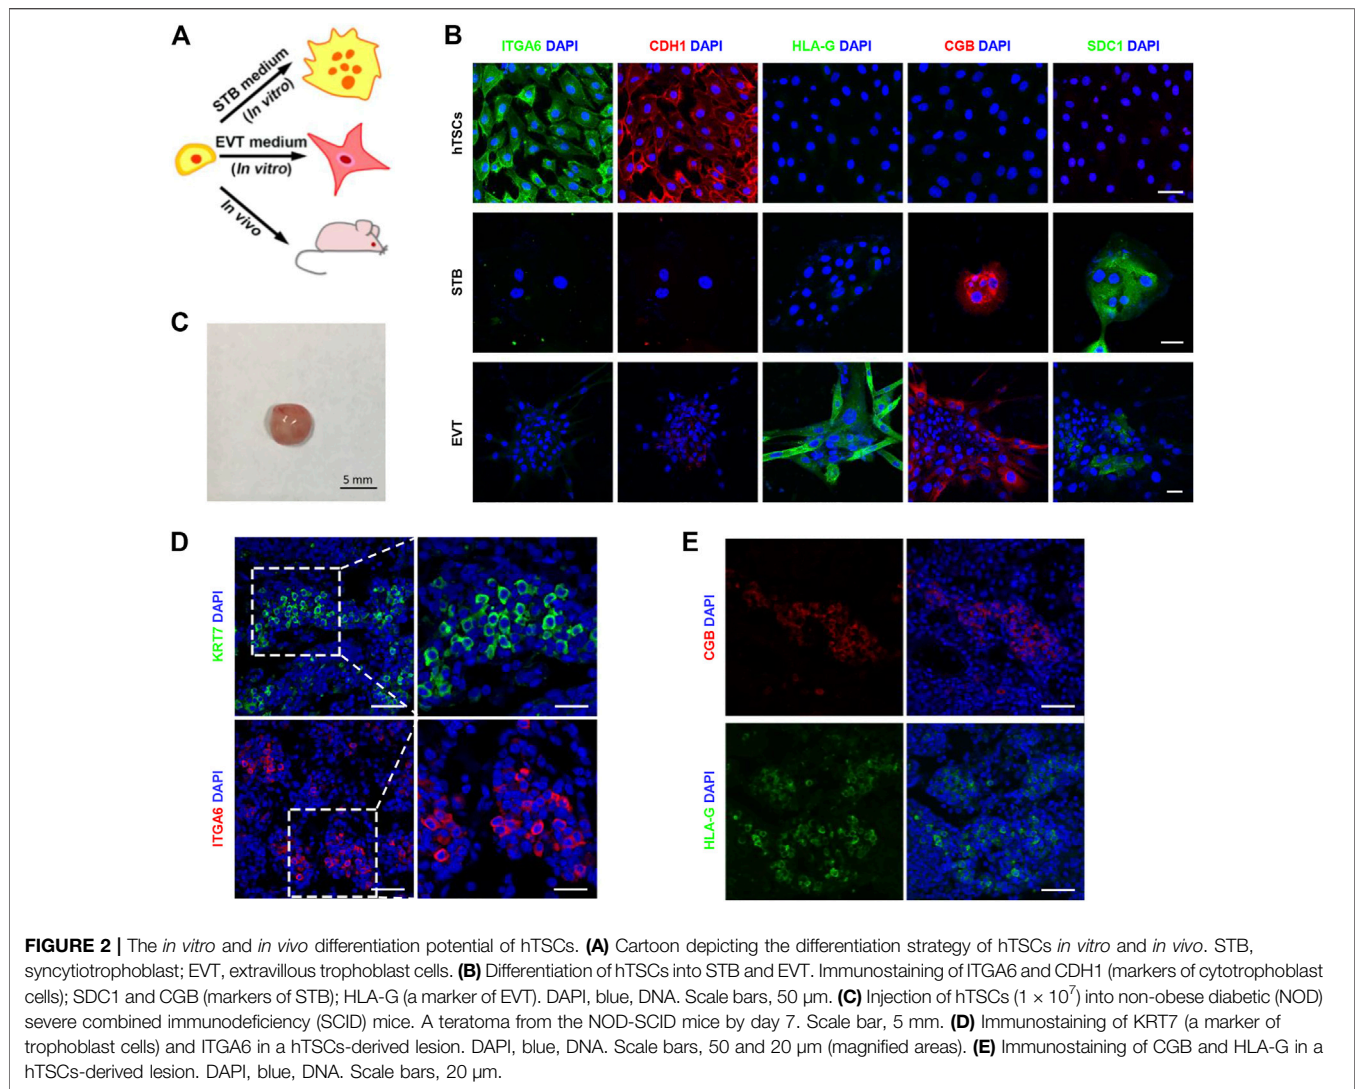 A
STB medium
(In vitro)
EVT medium
(In vitro)
In vivo
B
ITGA6 DAPI
CDH1 DAPI
HLA-G DAPI
CGB DAPI
SDC1 DAPI
hTSCs
STB
EVT
C
5 mm
D
KRT7 DAPI
ITGA6 DAPI
E
CGB DAPI
HLA-G DAPI
FIGURE 2 | The in vitro and in vivo differentiation potential of hTSCs. (A) Cartoon depicting the differentiation strategy of hTSCs in vitro and in vivo. STB,
syncytiotrophoblast; EVT, extravillous trophoblast cells. (B) Differentiation of hTSCs into STB and EVT. Immunostaining of ITGA6 and CDH1 (markers of cytotrophoblast
cells); SDC1 and CGB (markers of STB); HLA-G (a marker of EVT). DAPI, blue, DNA. Scale bars, 50 μm. (C) Injection of hTSCs (1 × 10⁷) into non-obese diabetic (NOD)
severe combined immunodeficiency (SCID) mice. A teratoma from the NOD-SCID mice by day 7. Scale bar, 5 mm. (D) Immunostaining of KRT7 (a marker of
trophoblast cells) and ITGA6 in a hTSCs-derived lesion. DAPI, blue, DNA. Scale bars, 50 and 20 μm (magnified areas). (E) Immunostaining of CGB and HLA-G in a
hTSCs-derived lesion. DAPI, blue, DNA. Scale bars, 20 μm.